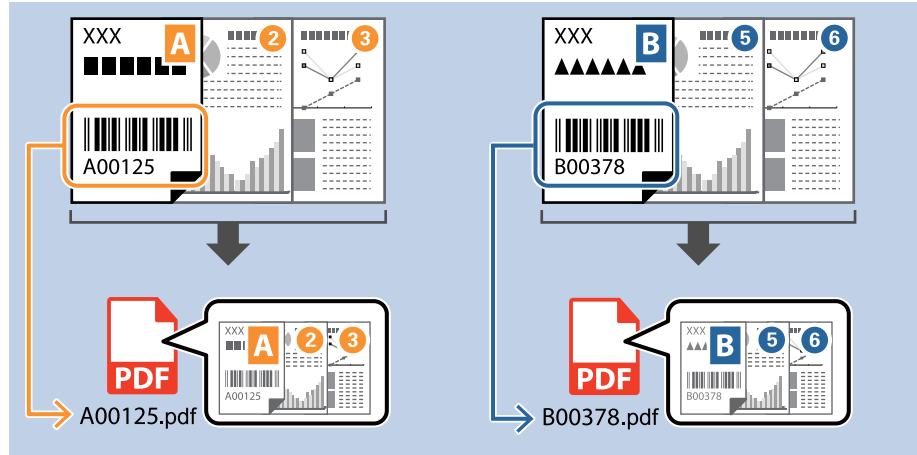 XXX
A
2
3
A00125
XXX
B
5
6
B00378
PDF
A00125.pdf
XXX
A
2
3
A00125
PDF
B00378.pdf
XXX
B
5
6
B00378